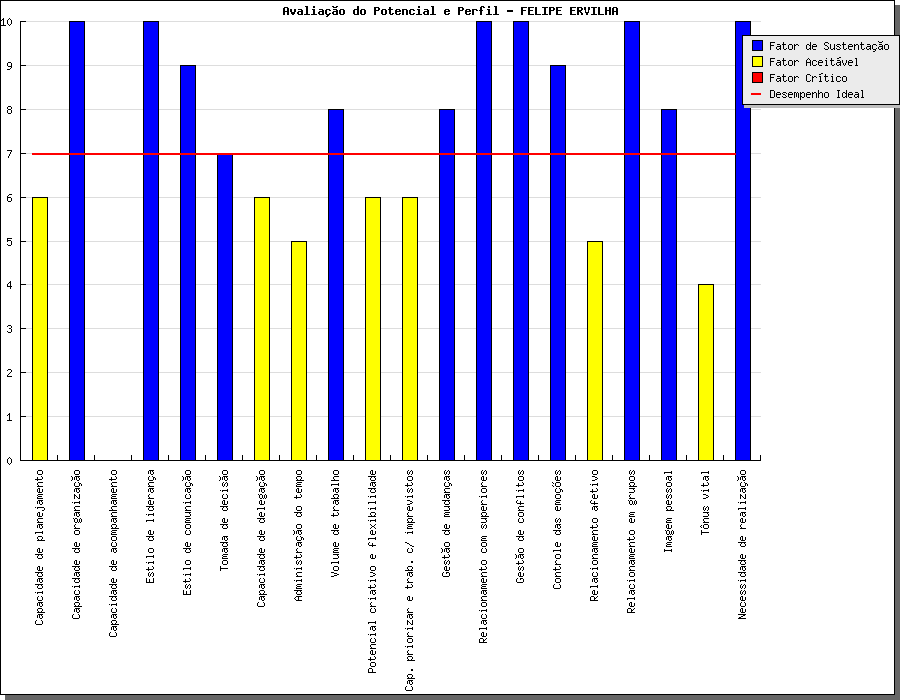 Avaliação do Potencial e Perfil - FELIPE ERVILHA
10
9
8
7
6
5
4
3
2
1
0
Fator de Sustentação
Fator Aceitável
Fator Crítico
Desempenho Ideal
Capacidade de planejamento
Capacidade de organização
Capacidade de acompanhamento
Estilo de liderança
Estilo de comunicação
Tomada de decisão
Capacidade de delegação
Administração do tempo
Volume de trabalho
Potencial criativo e flexibilidade
Cap. priorizar e trab. c/ imprevistos
Gestão de mudanças
Relacionamento com superiores
Gestão de conflitos
Controle das emoções
Relacionamento afetivo
Relacionamento em grupos
Imagem pessoal
Tônus vital
Necessidade de realização